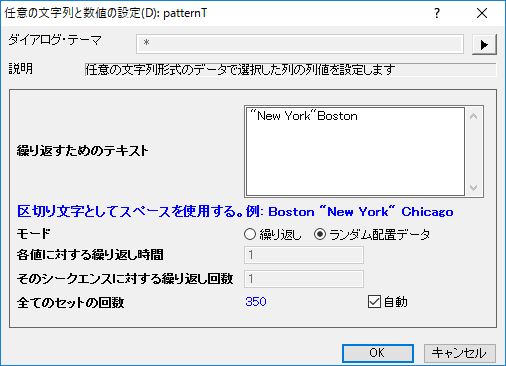 任意の文字列と数値の設定(D): patternT
ダイアログ・テーマ *
説明 任意の文字列形式のデータで選択した列の列値を設定します
繰り返すためのテキスト "New York"Boston
区切り文字としてスペースを使用する。例: Boston "New York" Chicago
モード 繰り返し ランダム配置データ
各値に対する繰り返し時間 1
そのシークエンスに対する繰り返し回数 1
全てのセットの回数 350 自動
OK キャンセル